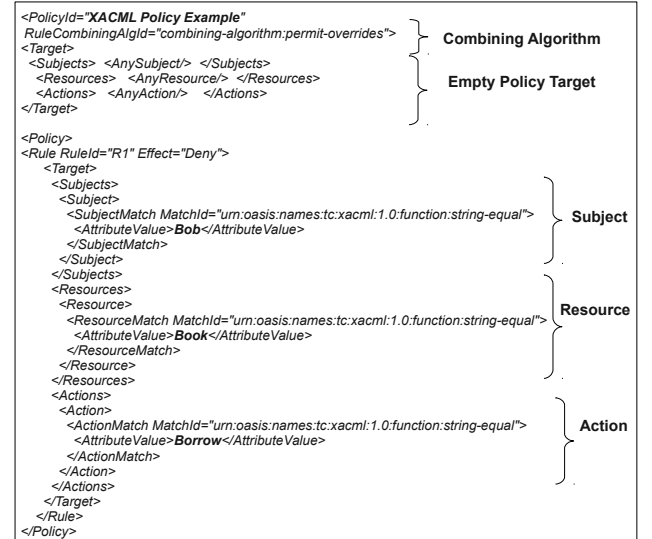 <PolicyId="XACML Policy Example"
RuleCombiningAlgId="combining-algorithm:permit-overrides">
Combining Algorithm
<Target>
<Subjects> <AnySubject/> </Subjects>
<Resources> <AnyResource/> </Resources>
Empty Policy Target
<Actions> <AnyAction/> </Actions>
</Target>
<Policy>
<Rule RuleId="R1" Effect="Deny">
<Target>
<Subjects>
<Subject>
<SubjectMatch MatchId="urn:oasis:names:tc:xacml:1.0:function:string-equal">
Subject
<AttributeValue>Bob</AttributeValue>
</SubjectMatch>
</Subject>
</Subjects>
<Resources>
<Resource>
Resource
<ResourceMatch MatchId="urn:oasis:names:tc:xacml:1.0:function:string-equal">
<AttributeValue>Book</AttributeValue>
</ResourceMatch>
</Resource>
</Resources>
<Actions>
<Action>
<ActionMatch MatchId="urn:oasis:names:tc:xacml:1.0:function:string-equal">
Action
<AttributeValue>Borrow</AttributeValue>
</ActionMatch>
</Action>
</Actions>
</Target>
</Rule>
</Policy>